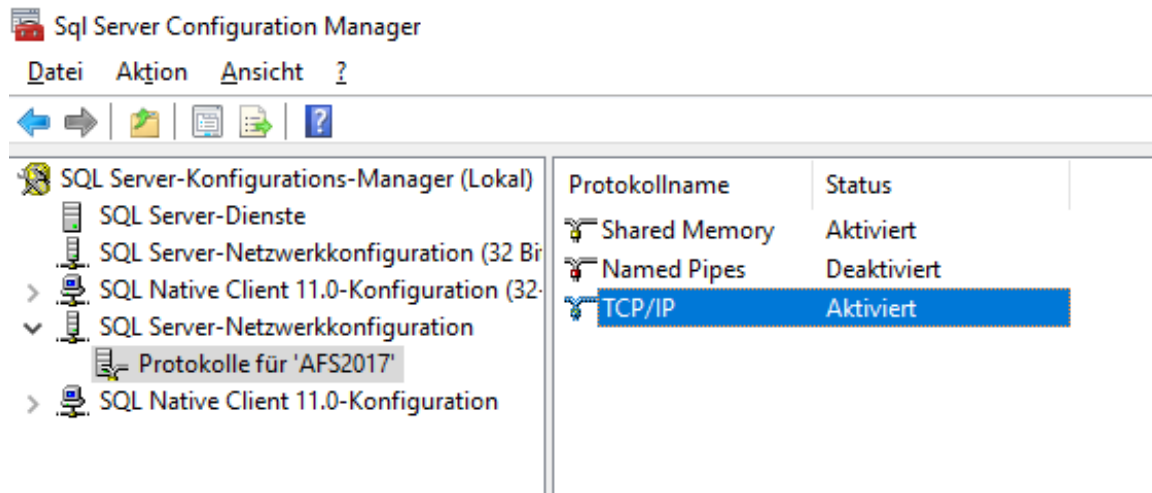 Sql Server Configuration Manager
Datei Aktion Ansicht ?
?
SQL Server-Konfigurations-Manager (Lokal)
SQL Server-Dienste
SQL Server-Netzwerkkonfiguration (32 Bi
SQL Native Client 11.0-Konfiguration (32-
SQL Server-Netzwerkkonfiguration
Protokolle für 'AFS2017'
SQL Native Client 11.0-Konfiguration
Protokollname Status
Shared Memory Aktiviert
Named Pipes Deaktiviert
TCP/IP Aktiviert